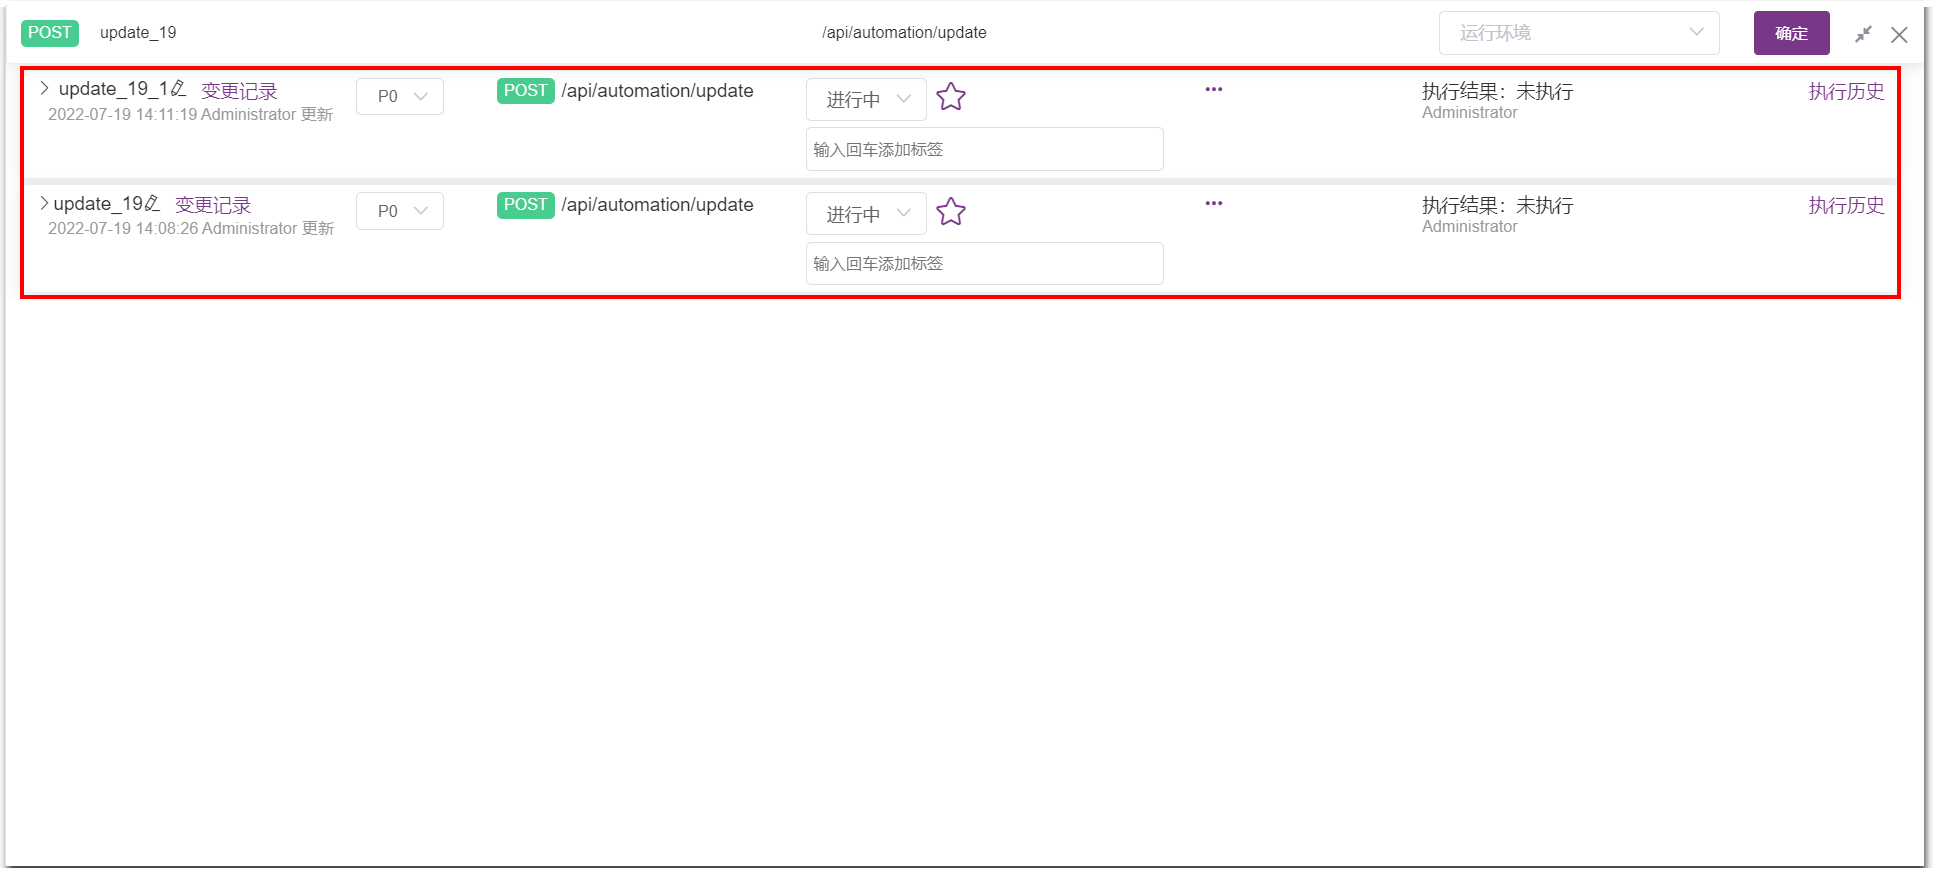 POST update_19 /api/automation/update 运行环境 确定
update_19_1 变更记录 P0 POST /api/automation/update 进行中 ••• 执行结果：未执行 执行历史
2022-07-19 14:11:19 Administrator 更新 Administrator
输入回车添加标签
update_19 变更记录 P0 POST /api/automation/update 进行中 ••• 执行结果：未执行 执行历史
2022-07-19 14:08:26 Administrator 更新 Administrator
输入回车添加标签